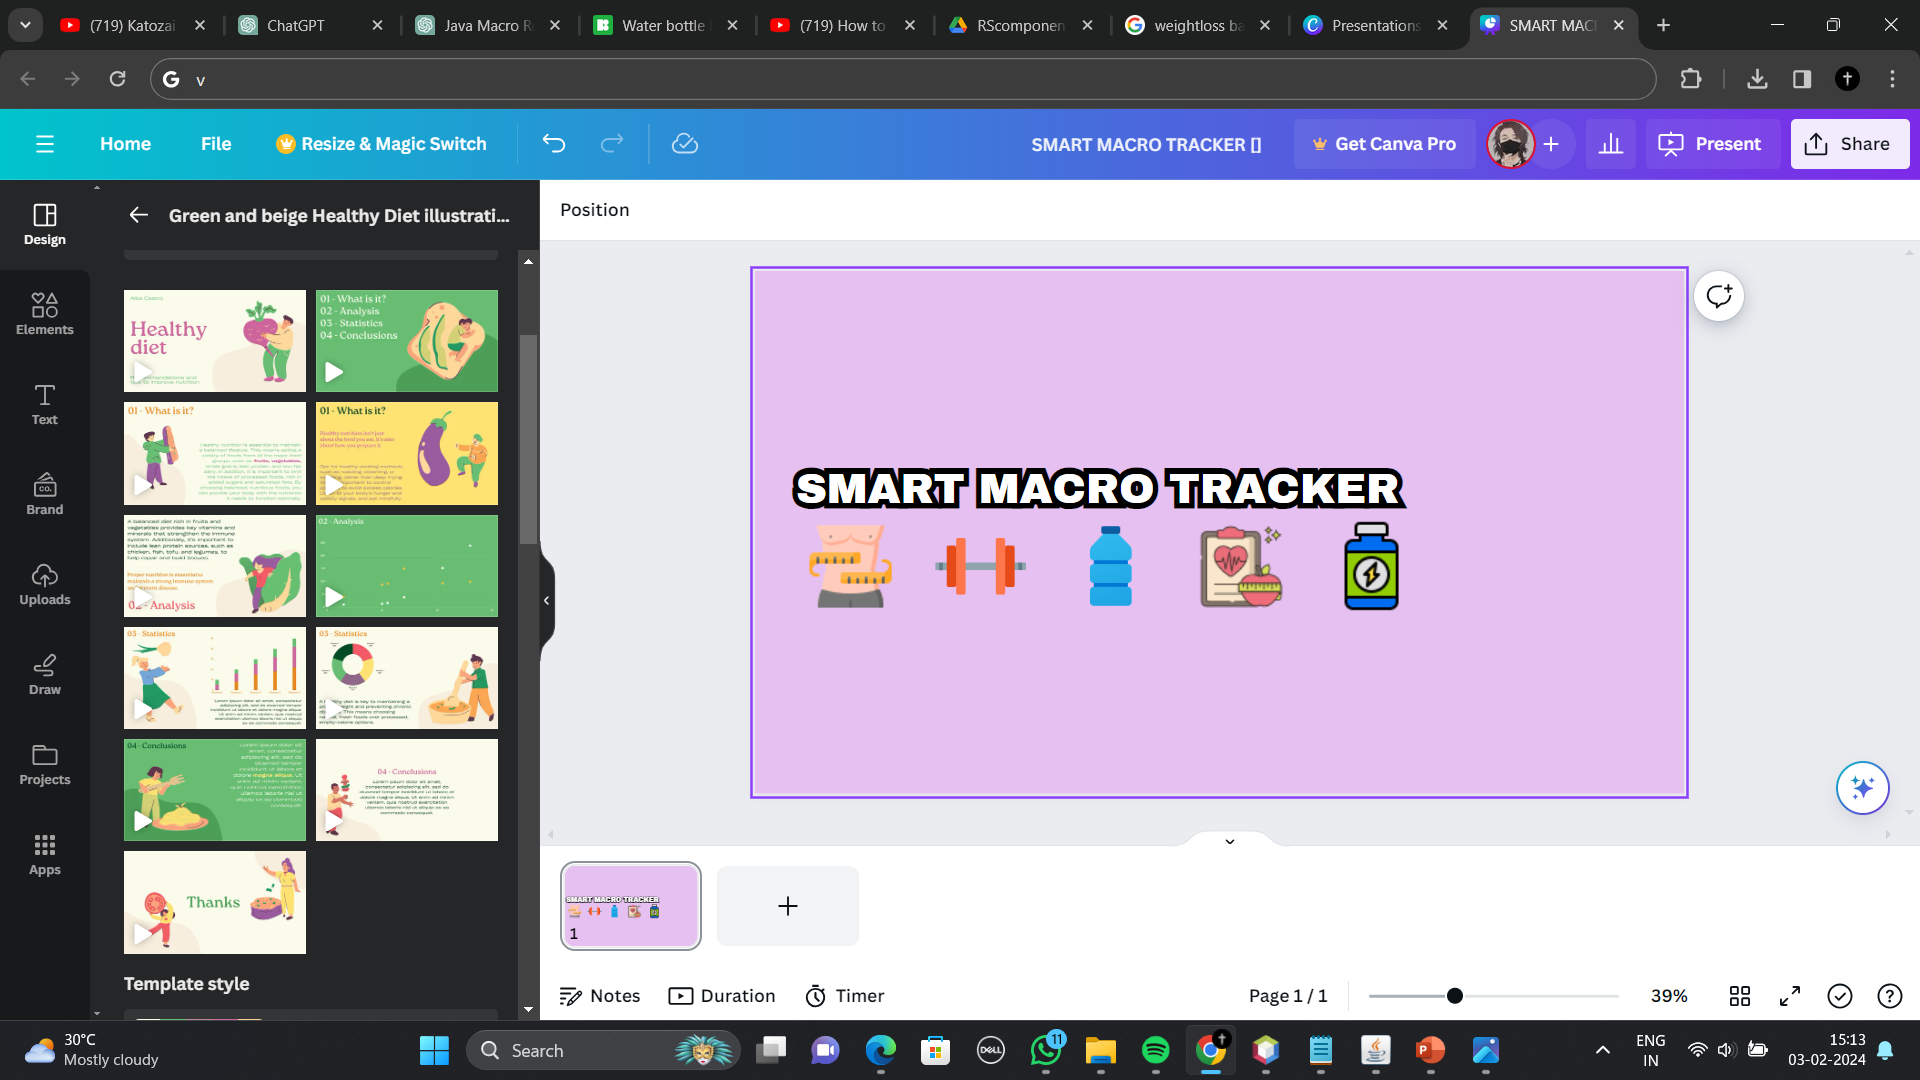 (719) Katozai
ChatGPT
Java Macro R
Water bottle
(719) How to
RScomponen
weightloss ba
Presentations
SMART MAC
v
Home
File
Resize & Magic Switch
SMART MACRO TRACKER []
Get Canva Pro
Present
Share
Design
Elements
Text
Brand
Uploads
Draw
Projects
Apps
Green and beige Healthy Diet illustrati...
Healthy
diet
01 - What is it?
02 - Analysis
03 - Statistics
04 - Conclusions
01 - What is it?
01 - What is it?
02 - Analysis
02 - Analysis
03 - Statistics
03 - Statistics
04 - Conclusions
04 - Conclusions
Thanks
Template style
Position
SMART MACRO TRACKER
SMART MACRO TRACKER
1
Notes
Duration
Timer
Page 1 / 1
39%
30°C
Mostly cloudy
Search
DELL
11
ENG
IN
15:13
03-02-2024